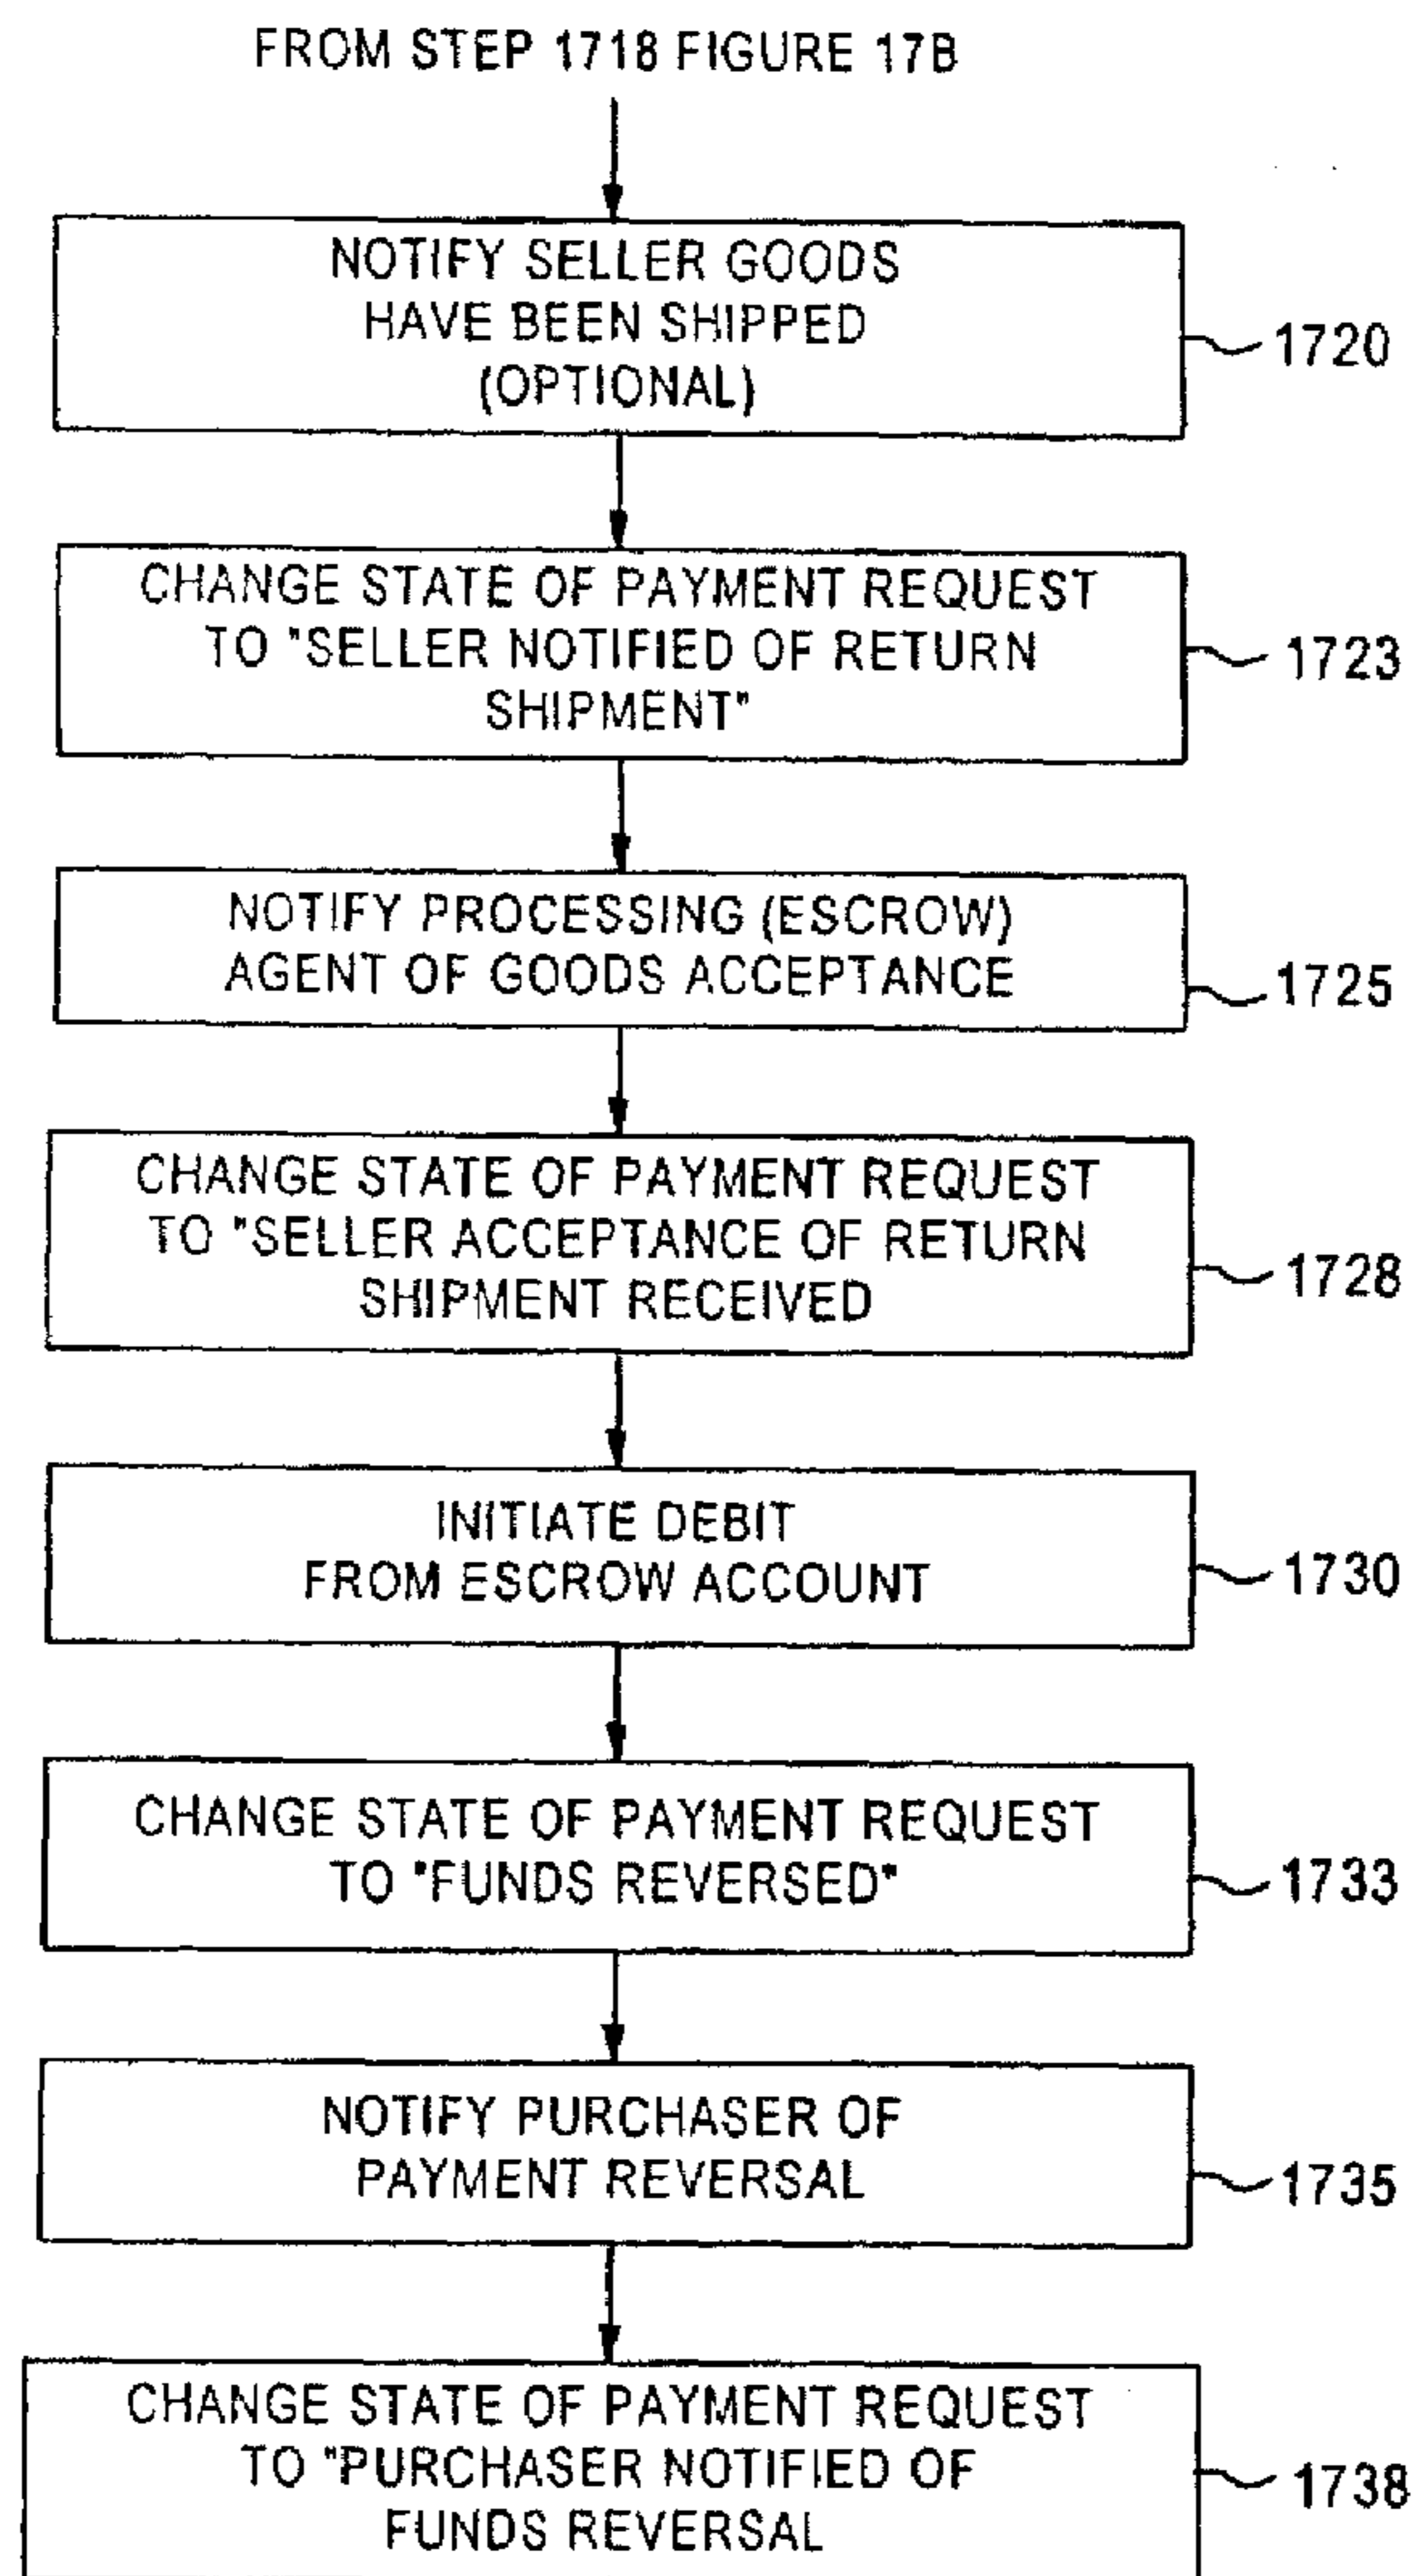 FROM STEP 1718 FIGURE 17B
NOTIFY SELLER GOODS
HAVE BEEN SHIPPED
(OPTIONAL)
1720
CHANGE STATE OF PAYMENT REQUEST
TO "SELLER NOTIFIED OF RETURN
SHIPMENT"
1723
NOTIFY PROCESSING (ESCROW)
AGENT OF GOODS ACCEPTANCE
1725
CHANGE STATE OF PAYMENT REQUEST
TO "SELLER ACCEPTANCE OF RETURN
SHIPMENT RECEIVED
1728
INITIATE DEBIT
FROM ESCROW ACCOUNT
1730
CHANGE STATE OF PAYMENT REQUEST
TO "FUNDS REVERSED"
1733
NOTIFY PURCHASER OF
PAYMENT REVERSAL
1735
CHANGE STATE OF PAYMENT REQUEST
TO "PURCHASER NOTIFIED OF
FUNDS REVERSAL
1738